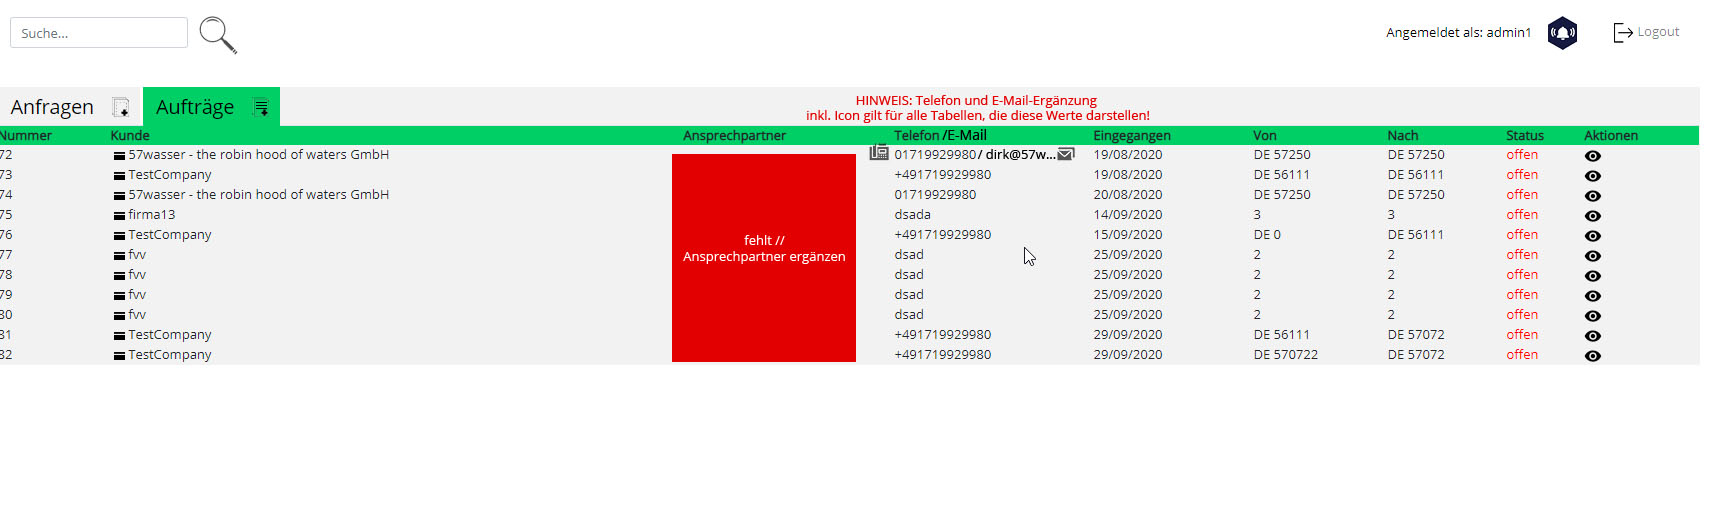 Suche...
Angemeldet als: admin1
Logout
Anfragen
Aufträge
HINWEIS: Telefon und E-Mail-Ergänzung
inkl. Icon gilt für alle Tabellen, die diese Werte darstellen!
Nummer Kunde Ansprechpartner Telefon /E-Mail Eingegangen Von Nach Status Aktionen
72 57wasser - the robin hood of waters GmbH 01719929980/ dirk@57w... 19/08/2020 DE 57250 DE 57250 offen
73 TestCompany +491719929980 19/08/2020 DE 56111 DE 56111 offen
74 57wasser - the robin hood of waters GmbH 01719929980 20/08/2020 DE 57250 DE 57250 offen
75 firma13 dsada 14/09/2020 3 3 offen
76 TestCompany +491719929980 15/09/2020 DE 0 DE 56111 offen
fehlt //
Ansprechpartner ergänzen
77 fvv dsad 25/09/2020 2 2 offen
78 fvv dsad 25/09/2020 2 2 offen
79 fvv dsad 25/09/2020 2 2 offen
80 fvv dsad 25/09/2020 2 2 offen
81 TestCompany +491719929980 29/09/2020 DE 56111 DE 57072 offen
82 TestCompany +491719929980 29/09/2020 DE 570722 DE 57072 offen